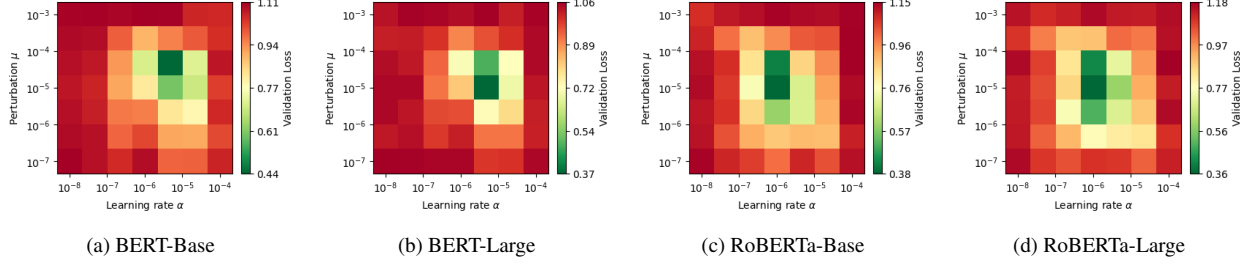 10⁻³
10⁻⁴
10⁻⁵
10⁻⁶
10⁻⁷
Perturbation μ
10⁻⁸ 10⁻⁷ 10⁻⁶ 10⁻⁵ 10⁻⁴
Learning rate α
1.11
0.94
0.77
0.61
0.44
Validation Loss
(a) BERT-Base
10⁻³
10⁻⁴
10⁻⁵
10⁻⁶
10⁻⁷
Perturbation μ
10⁻⁸ 10⁻⁷ 10⁻⁶ 10⁻⁵ 10⁻⁴
Learning rate α
1.06
0.89
0.72
0.54
0.37
Validation Loss
(b) BERT-Large
10⁻³
10⁻⁴
10⁻⁵
10⁻⁶
10⁻⁷
Perturbation μ
10⁻⁸ 10⁻⁷ 10⁻⁶ 10⁻⁵ 10⁻⁴
Learning rate α
1.15
0.96
0.76
0.57
0.38
Validation Loss
(c) RoBERTa-Base
10⁻³
10⁻⁴
10⁻⁵
10⁻⁶
10⁻⁷
Perturbation μ
10⁻⁸ 10⁻⁷ 10⁻⁶ 10⁻⁵ 10⁻⁴
Learning rate α
1.18
0.97
0.77
0.56
0.36
Validation Loss
(d) RoBERTa-Large